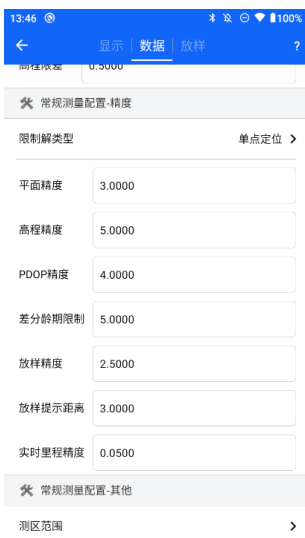 13:46 100%
显示 数据 放样 ?
高程限差 0.5000
常规测量配置-精度
限制解类型 单点定位
平面精度 3.0000
高程精度 5.0000
PDOP精度 4.0000
差分龄期限制 5.0000
放样精度 2.5000
放样提示距离 3.0000
实时里程精度 0.0500
常规测量配置-其他
测区范围